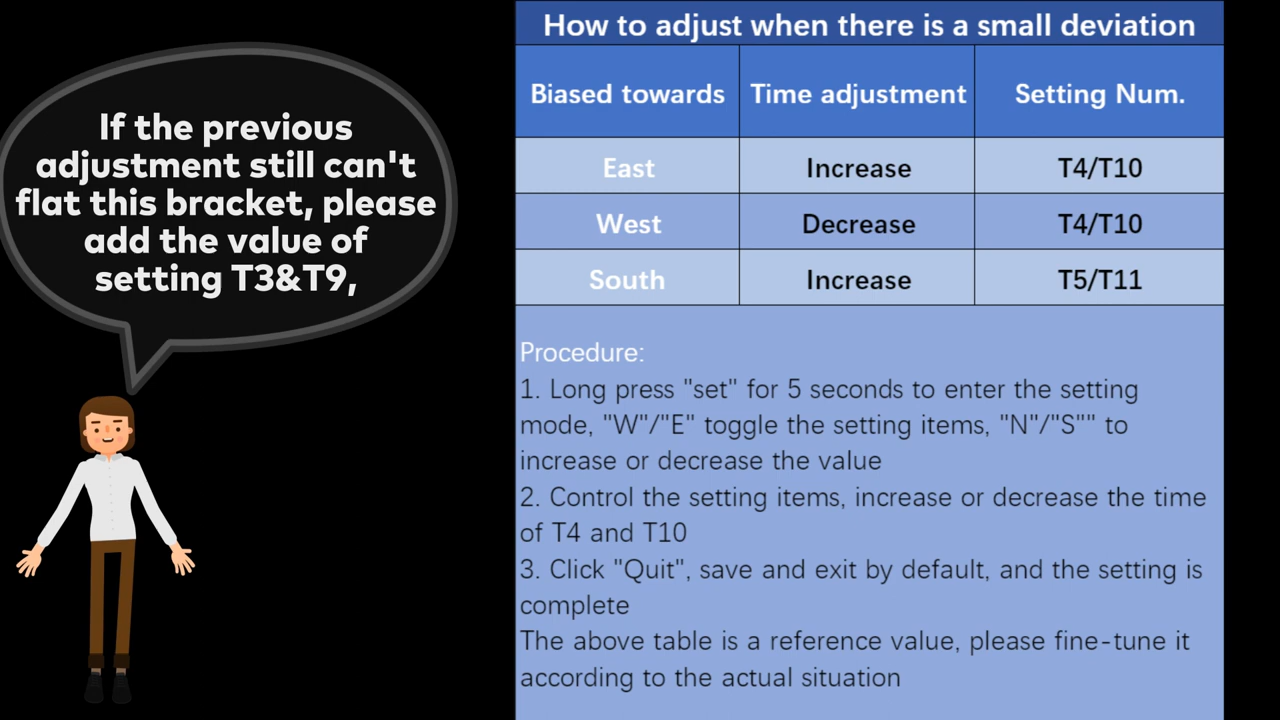 If the previous
adjustment still can't
flat this bracket, please
add the value of
setting T3&T9,
How to adjust when there is a small deviation
Biased towards Time adjustment Setting Num.
East Increase T4/T10
West Decrease T4/T10
South Increase T5/T11
Procedure:
1. Long press "set" for 5 seconds to enter the setting
mode, "W"/"E" toggle the setting items, "N"/"S"" to
increase or decrease the value
2. Control the setting items, increase or decrease the time
of T4 and T10
3. Click "Quit", save and exit by default, and the setting is
complete
The above table is a reference value, please fine-tune it
according to the actual situation